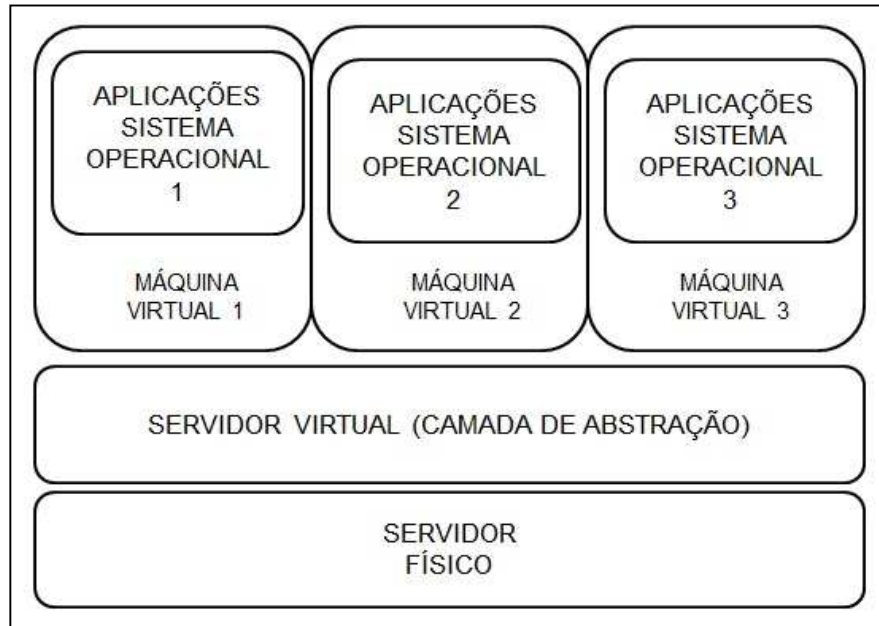 APLICAÇÕES
SISTEMA
OPERACIONAL
1
APLICAÇÕES
SISTEMA
OPERACIONAL
2
APLICAÇÕES
SISTEMA
OPERACIONAL
3
MÁQUINA
VIRTUAL 1
MÁQUINA
VIRTUAL 2
MÁQUINA
VIRTUAL 3
SERVIDOR VIRTUAL (CAMADA DE ABSTRAÇÃO)
SERVIDOR
FÍSICO